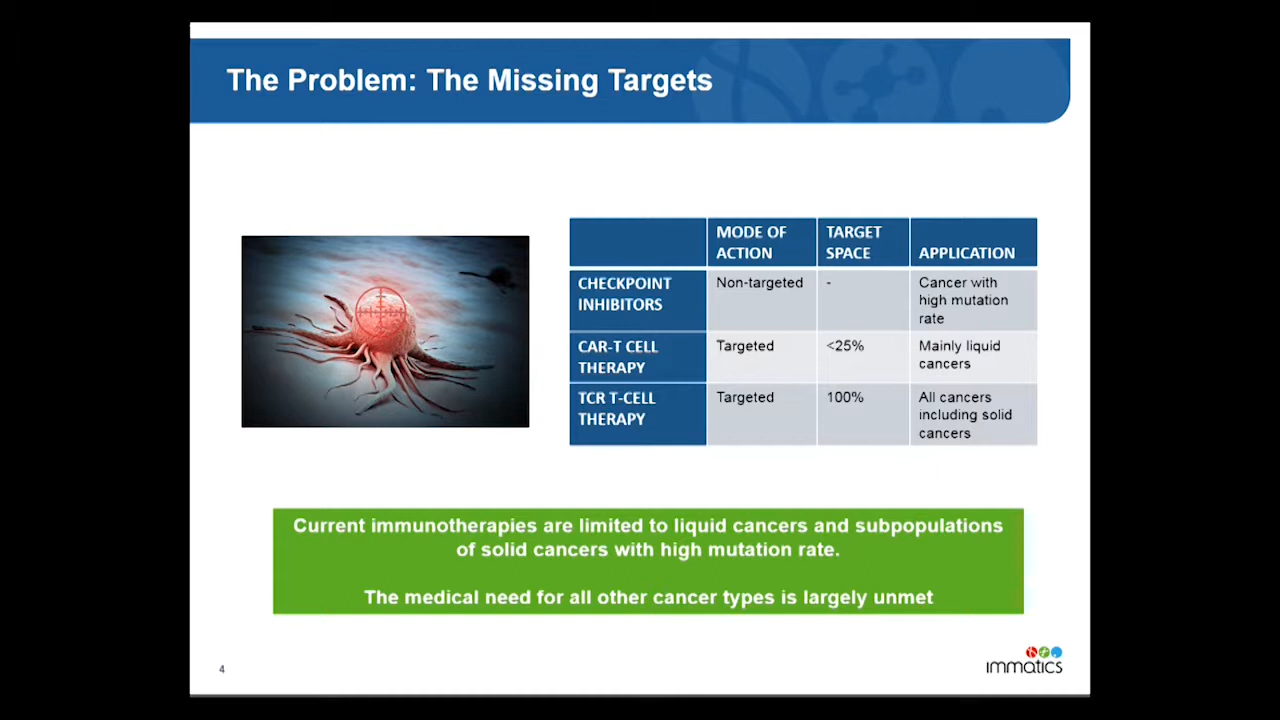 The Problem: The Missing Targets
MODE OF
ACTION
TARGET
SPACE
APPLICATION
CHECKPOINT
INHIBITORS
Non-targeted
-
Cancer with
high mutation
rate
CAR-T CELL
THERAPY
Targeted
<25%
Mainly liquid
cancers
TCR T-CELL
THERAPY
Targeted
100%
All cancers
including solid
cancers
Current immunotherapies are limited to liquid cancers and subpopulations
of solid cancers with high mutation rate.
The medical need for all other cancer types is largely unmet
4
immatics